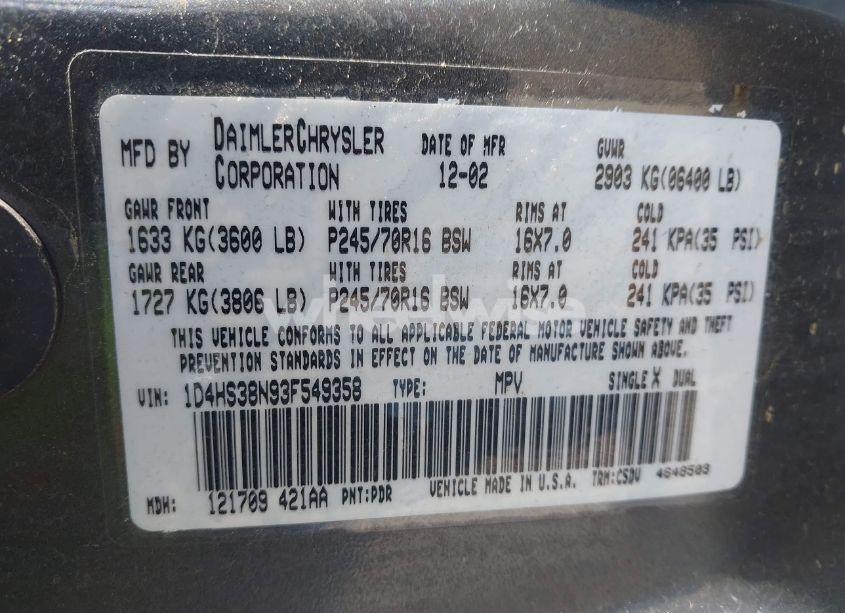 MFD BY DAIMLERCHRYSLER CORPORATION DATE OF MFR 12-02 GVWR 2903 KG(06400 LB)
GAWR FRONT WITH TIRES RIMS AT COLD
1633 KG(3600 LB) P245/70R16 BSW 16X7.0 241 KPA(35 PSI)
GAWR REAR WITH TIRES RIMS AT COLD
1727 KG(3806 LB) P245/70R16 BSW 16X7.0 241 KPA(35 PSI)
THIS VEHICLE CONFORMS TO ALL APPLICABLE FEDERAL MOTOR VEHICLE SAFETY AND THEFT
PREVENTION STANDARDS IN EFFECT ON THE DATE OF MANUFACTURE SHOWN ABOVE.
VIN: 1D4HS38N93F549358 TYPE: MPV SINGLE X DUAL
MDH: 121709 421AA PNT:PDR VEHICLE MADE IN U.S.A. TRM:CSDV 4648503